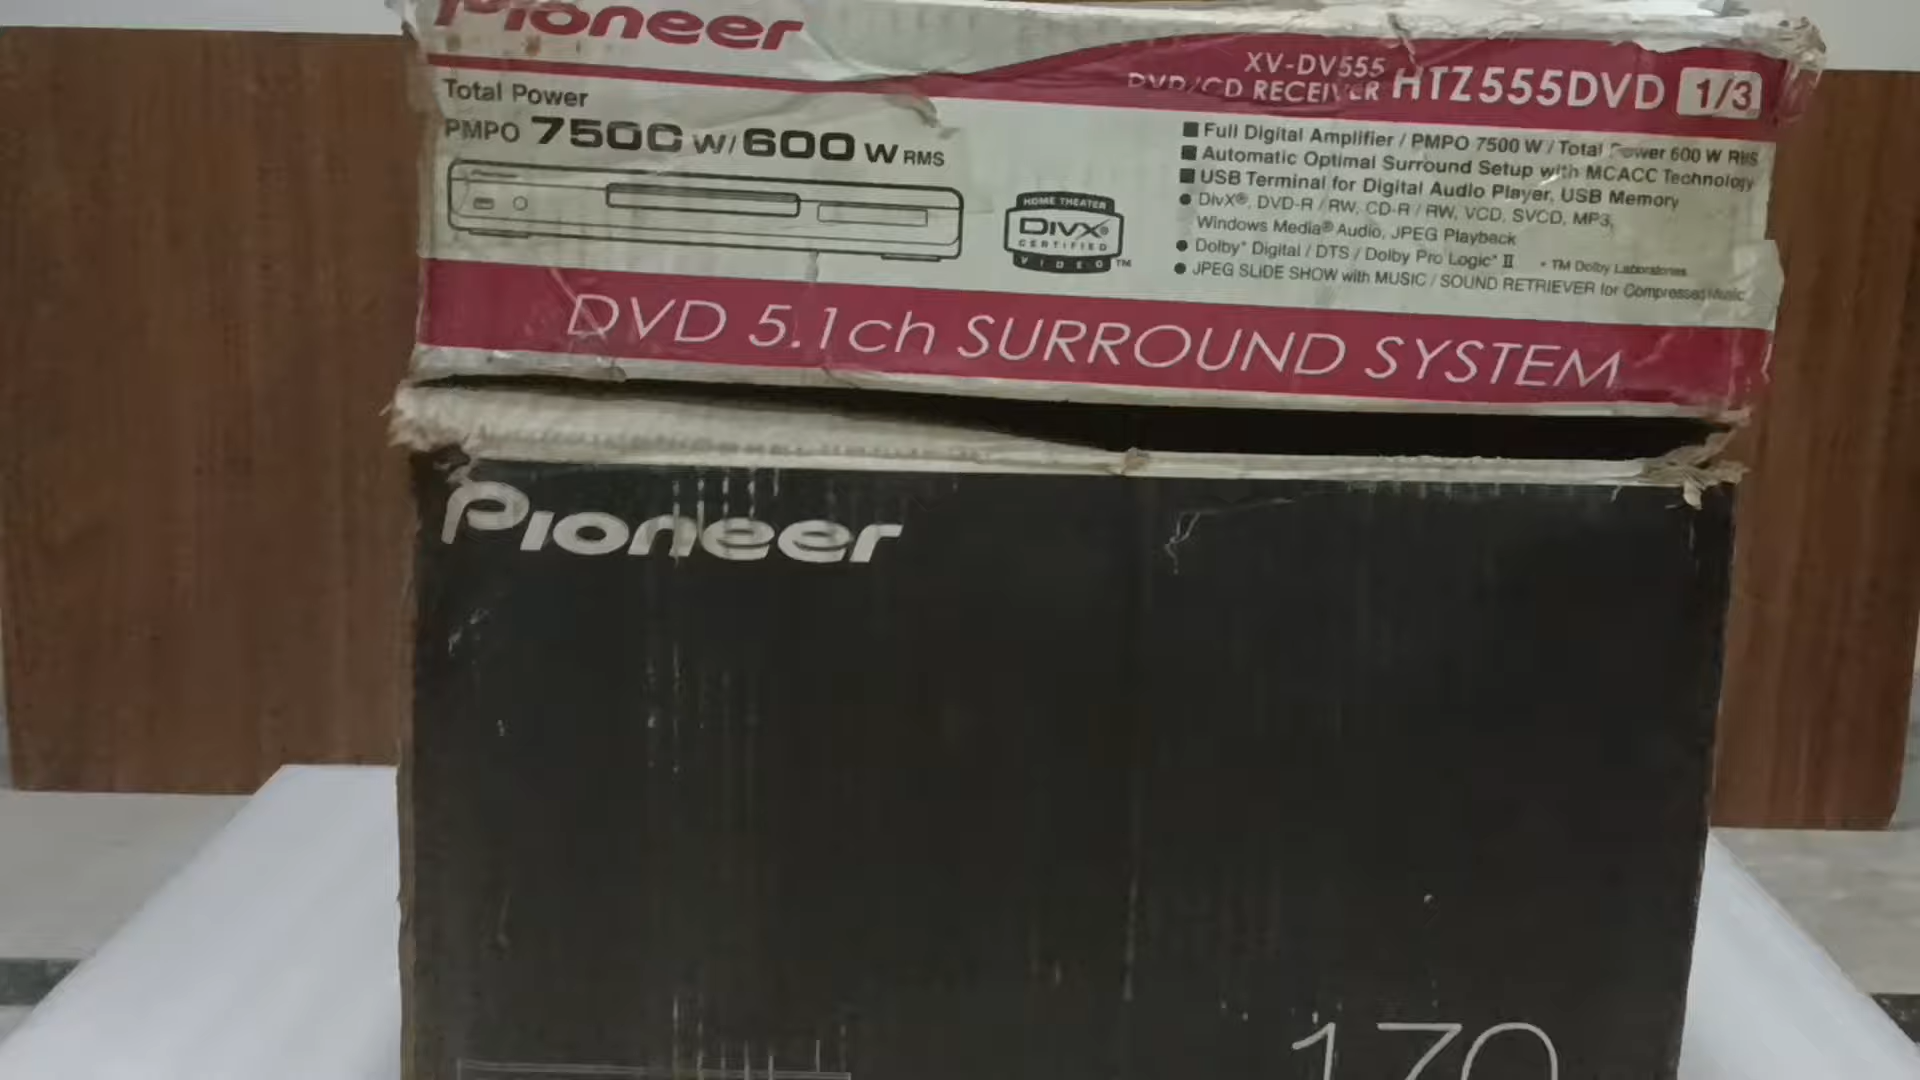 Pioneer
XV-DV555
DVD/CD RECEIVER HTZ555DVD 1/3
Total Power
PMPO 7500 W/600 W RMS
Pioneer
HOME THEATER
DIVX®
CERTIFIED
VIDEO™
■ Full Digital Amplifier / PMPO 7500 W / Total Power 600 W RMS
■ Automatic Optimal Surround Setup with MCACC Technology
■ USB Terminal for Digital Audio Player, USB Memory
● DivX®, DVD-R / RW, CD-R / RW, VCD, SVCD, MP3,
Windows Media® Audio, JPEG Playback
● Dolby* Digital / DTS / Dolby Pro Logic* II * TM Dolby Laboratories
● JPEG SLIDE SHOW with MUSIC / SOUND RETRIEVER for Compressed Music
DVD 5.1ch SURROUND SYSTEM
Pioneer
170